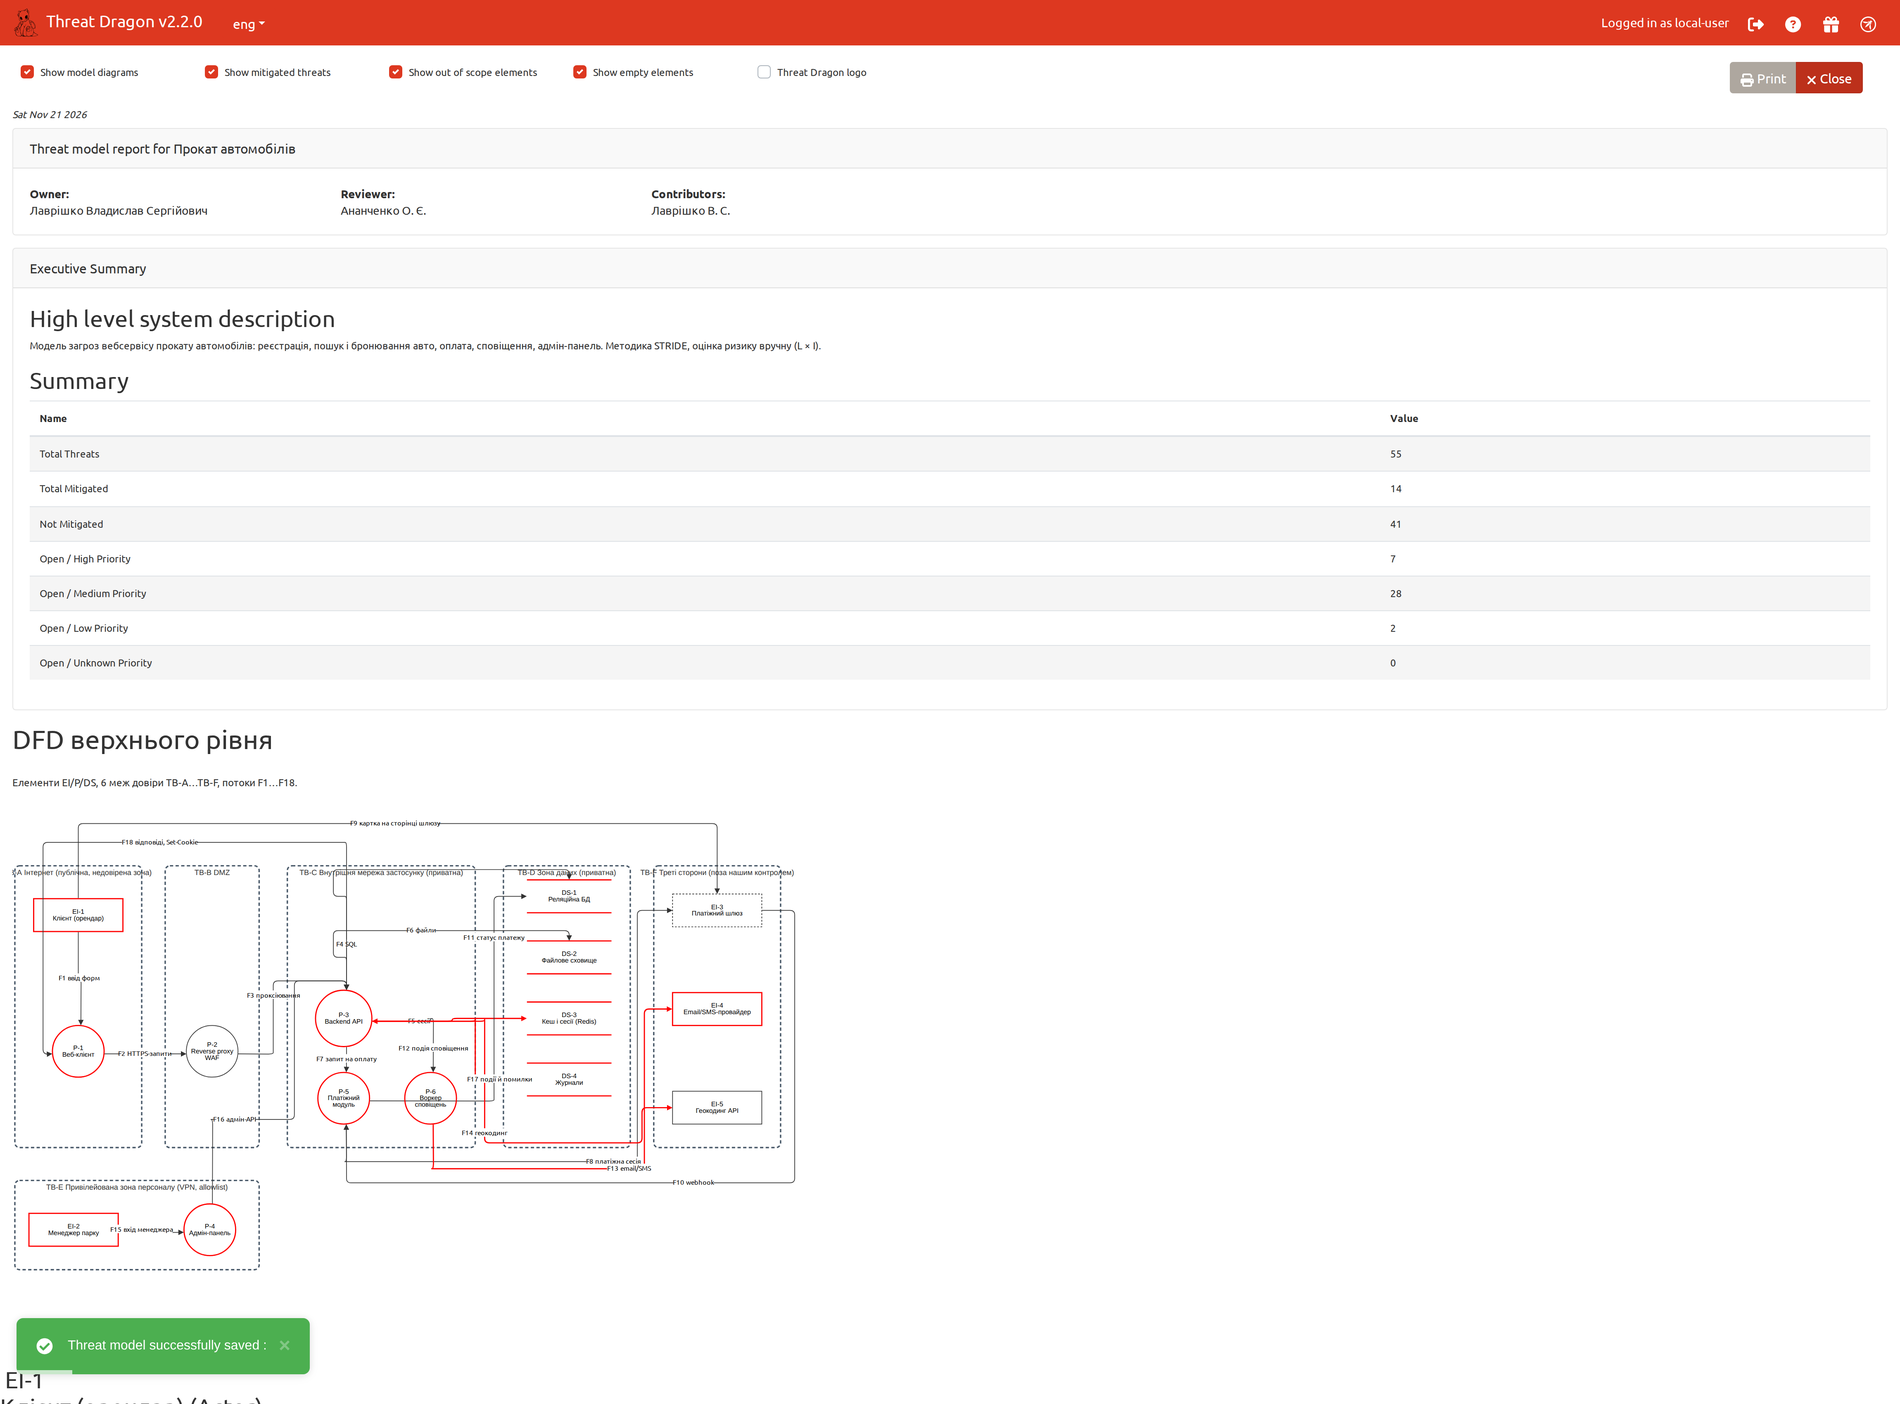 Threat Dragon v2.2.0
eng
Logged in as local-user
Show model diagrams
Show mitigated threats
Show out of scope elements
Show empty elements
Threat Dragon logo
Print
Close
Sat Nov 21 2026
Threat model report for Прокат автомобілів
Owner:
Лаврішко Владислав Сергійович
Reviewer:
Ананченко О. Є.
Contributors:
Лаврішко В. С.
Executive Summary
High level system description
Модель загроз вебсервісу прокату автомобілів: реєстрація, пошук і бронювання авто, оплата, сповіщення, адмін-панель. Методика STRIDE, оцінка ризику вручну (L × I).
Summary
Name Value
Total Threats 55
Total Mitigated 14
Not Mitigated 41
Open / High Priority 7
Open / Medium Priority 28
Open / Low Priority 2
Open / Unknown Priority 0
DFD верхнього рівня
Елементи EI/P/DS, 6 меж довіри TB-A…TB-F, потоки F1…F18.
F9 картка на сторінці шлюзу
F18 відповіді, Set-Cookie
A Інтернет (публічна, недовірена зона)
TB-B DMZ
TB-C Внутрішня мережа застосунку (приватна)
TB-D Зона даних (приватна)
TB-F Треті сторони (поза нашим контролем)
EI-1
Клієнт (орендар)
DS-1
Реляційна БД
EI-3
Платіжний шлюз
F6 файли
F11 статус платежу
F4 SQL
DS-2
Файлове сховище
F1 ввід форм
F3 проксіювання
EI-4
Email/SMS-провайдер
P-3
Backend API
F5 сесії
DS-3
Кеш і сесії (Redis)
P-1
Веб-клієнт
F2 HTTPS-запити
P-2
Reverse proxy
WAF
F12 подія сповіщення
F7 запит на оплату
F17 події й помилки
DS-4
Журнали
P-5
Платіжний
модуль
P-6
Воркер
сповіщень
EI-5
Геокодинг API
F16 адмін-API
F14 геокодинг
F8 платіжна сесія
F13 email/SMS
F10 webhook
TB-E Привілейована зона персоналу (VPN, allowlist)
EI-2
Менеджер парку
F15 вхід менеджера
P-4
Адмін-панель
Threat model successfully saved :
EI-1
Клієнт (орендар) (Actor)